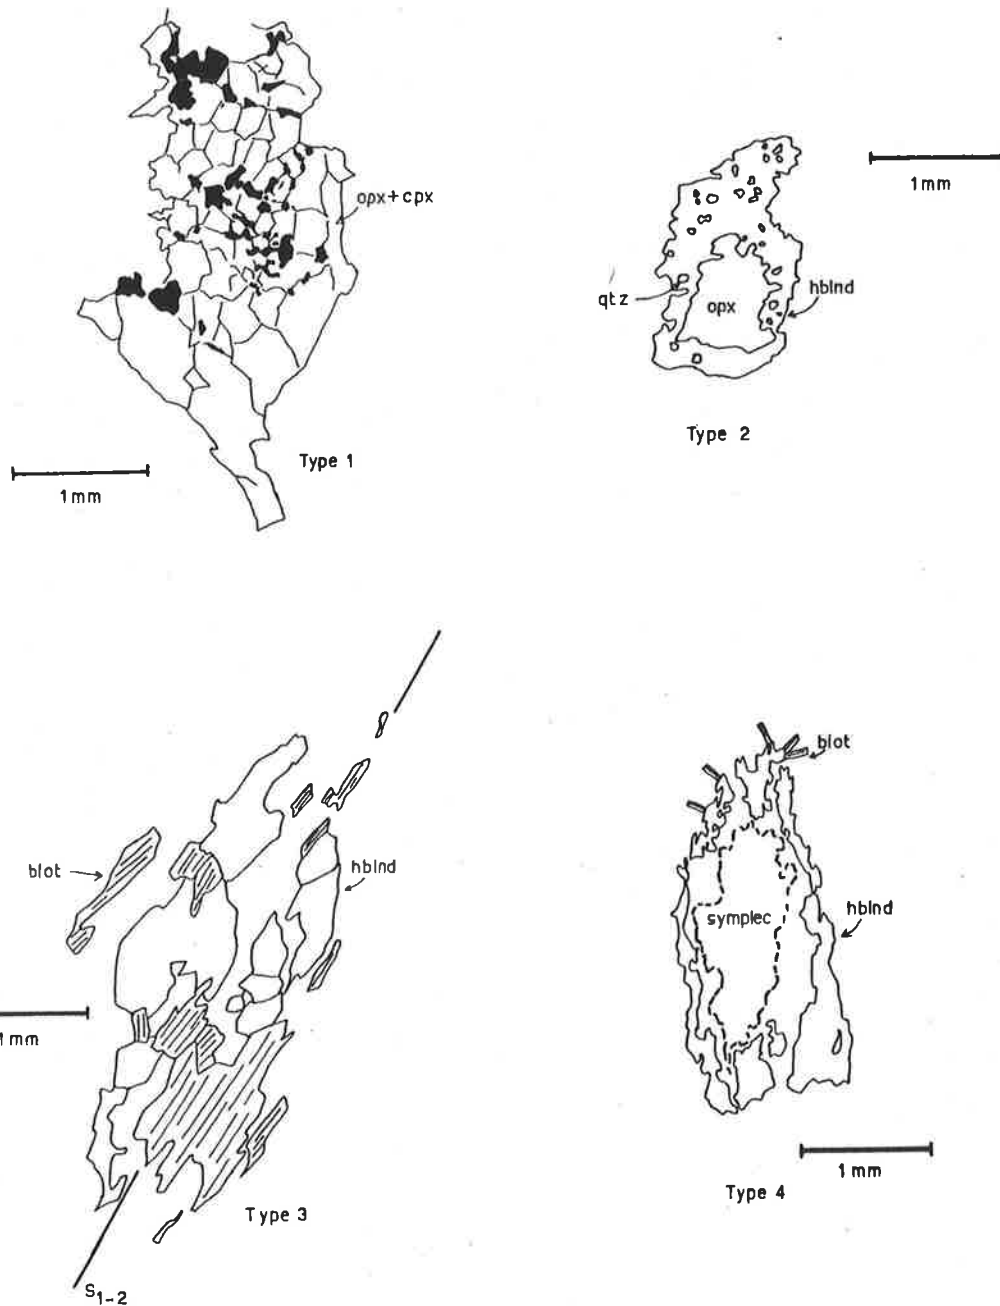 opx+cpx
Type 1
1mm
1mm
qtz
opx
hblnd
Type 2
biot
hblnd
1mm
Type 3
S1-2
biot
symplec
hblnd
1mm
Type 4